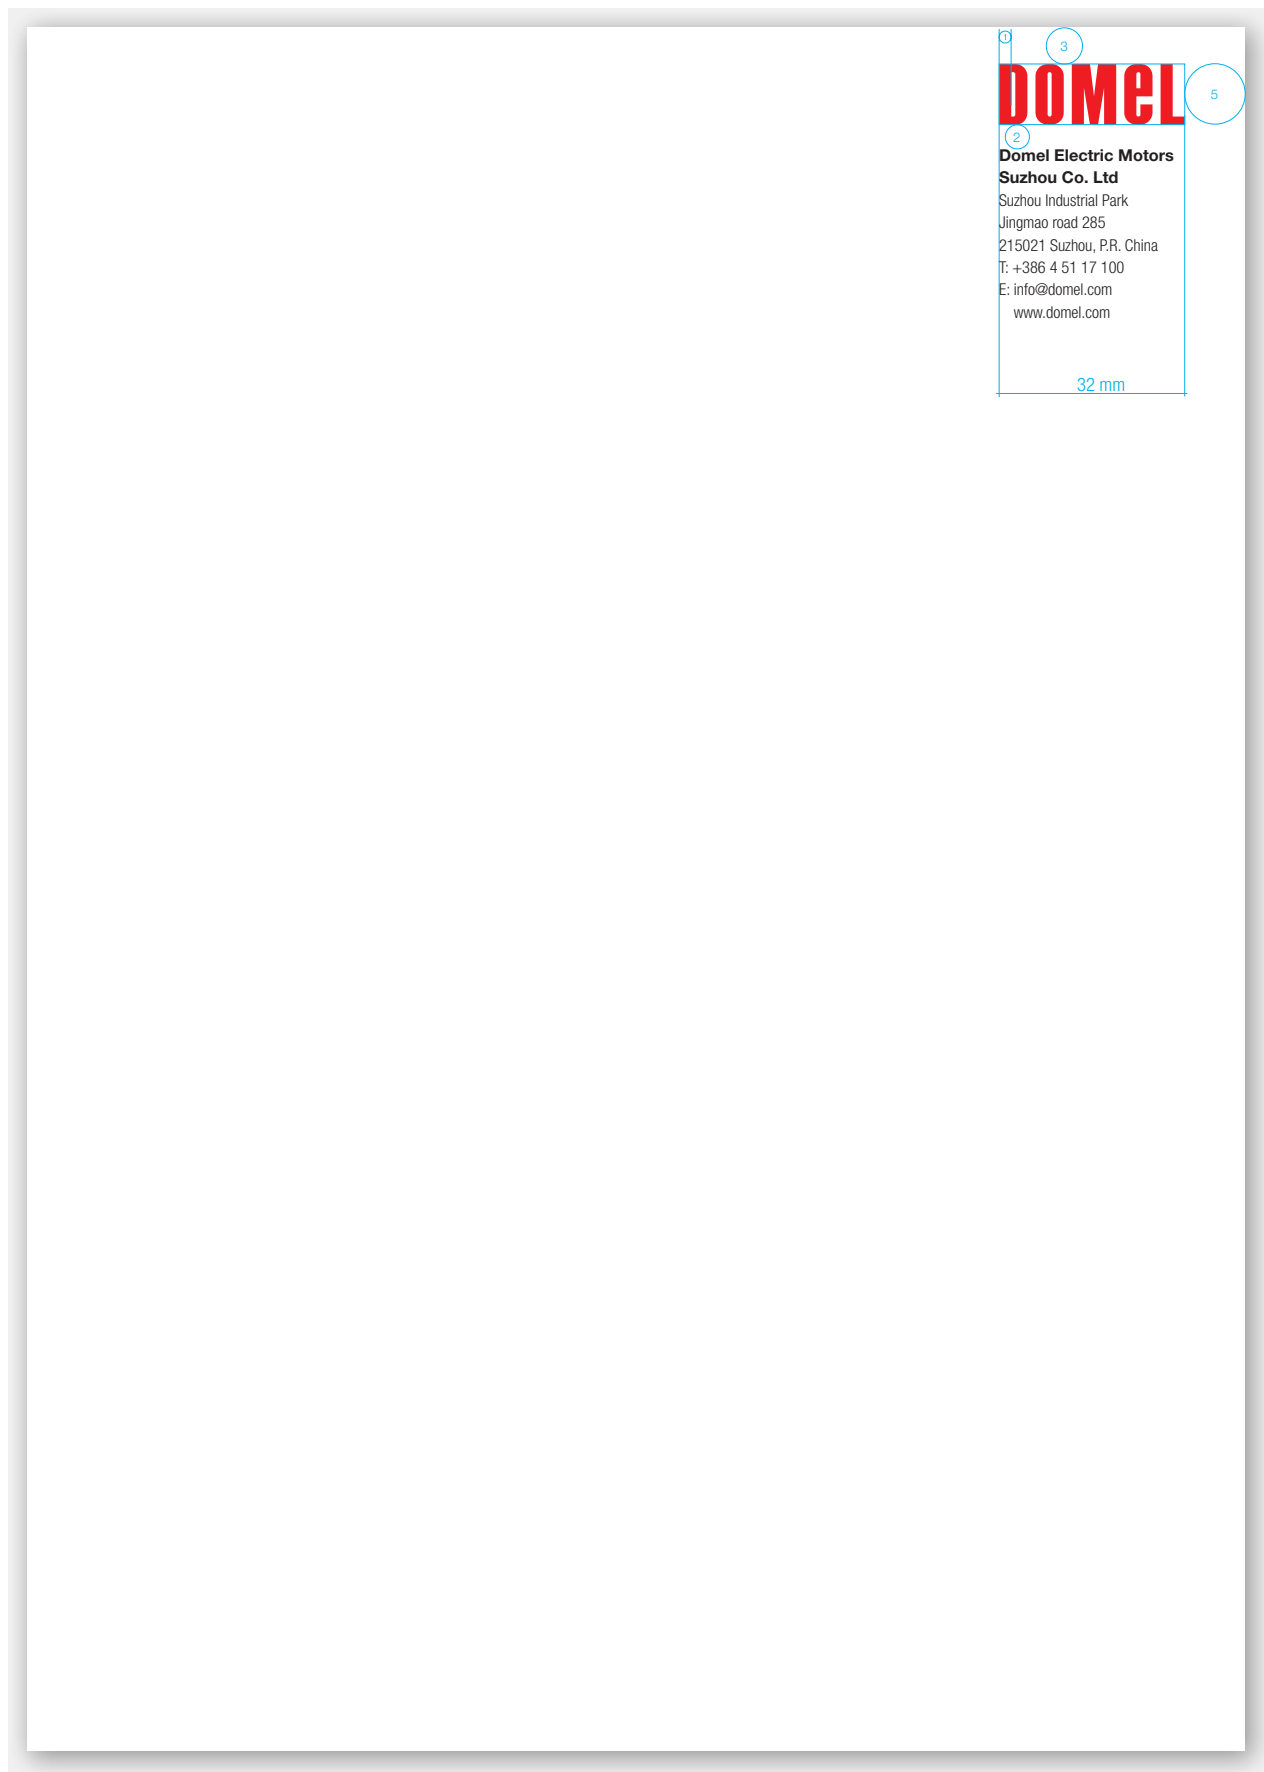 1
3
DOMEL
5
2
Domel Electric Motors
Suzhou Co. Ltd
Suzhou Industrial Park
Jingmao road 285
215021 Suzhou, P.R. China
T: +386 4 51 17 100
E: info@domel.com
www.domel.com
32 mm